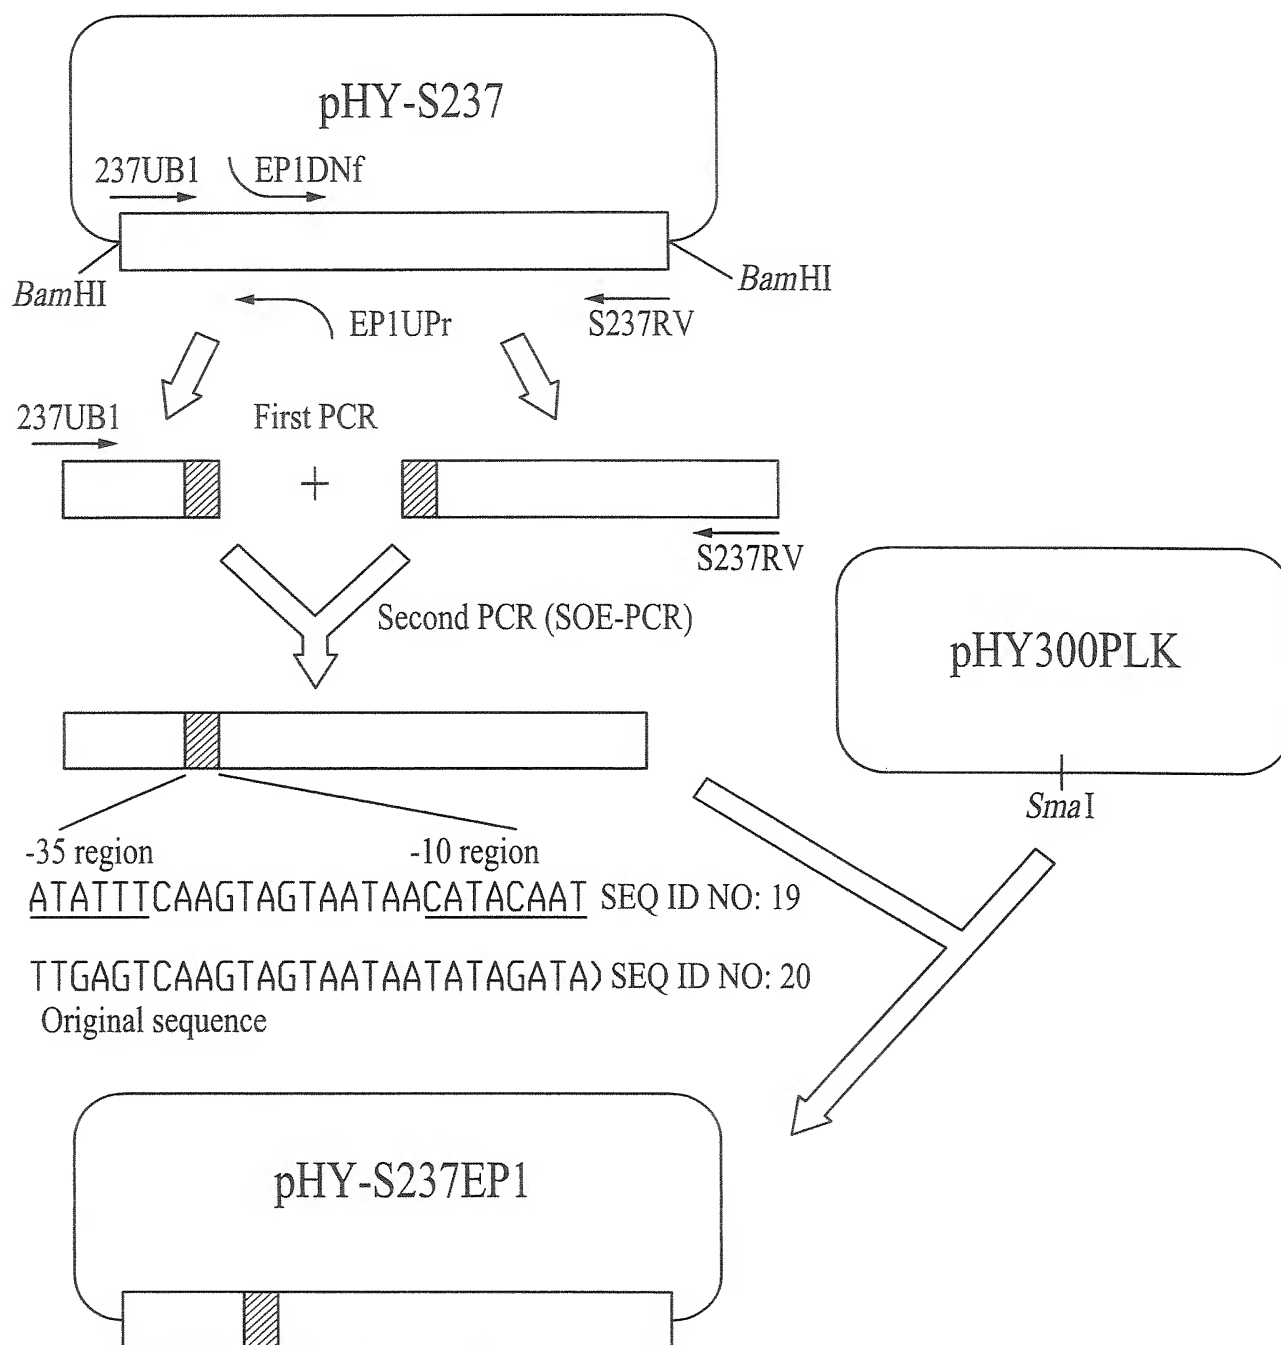 pHY-S237
237UB1
EP1DNf
BamHI
BamHI
EP1UPr
S237RV
237UB1
First PCR
+
S237RV
Second PCR (SOE-PCR)
pHY300PLK
SmaI
-35 region
-10 region
ATATTTCAAGTAGTAATAACATACAAT SEQ ID NO: 19
TTGAGTCAAGTAGTAATAATATAGATA) SEQ ID NO: 20
Original sequence
pHY-S237EP1